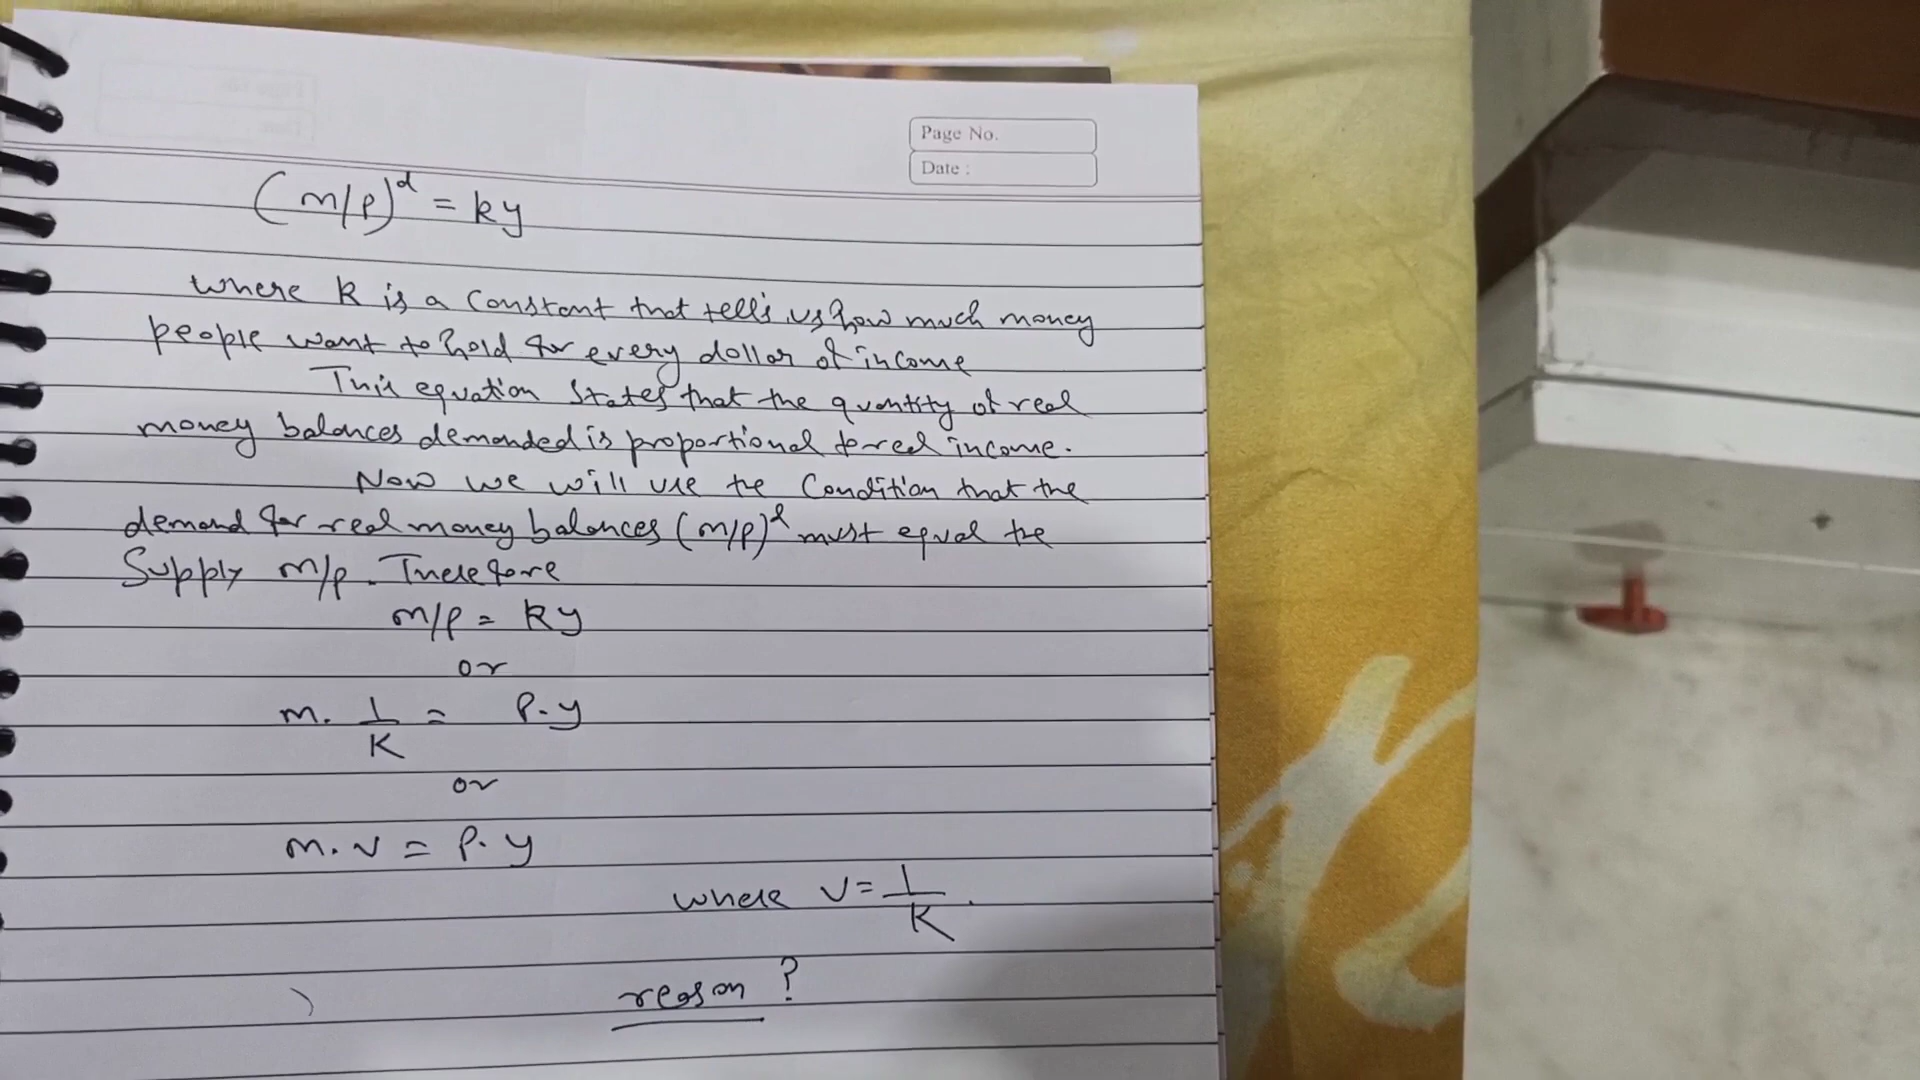 Page No.
Date :
(m/p)^d = ky
where k is a constant that tell's us how much money
people want to hold for every dollar of income
This equation states that the quantity of real
money balances demanded is proportional to real income.
Now we will use the condition that the
demand for real money balances (m/p)^d must equal the
Supply m/p. Therefore
m/p = ky
or
m. 1/K = P.y
or
m.v = P.y
where v = 1/K.
reason ?